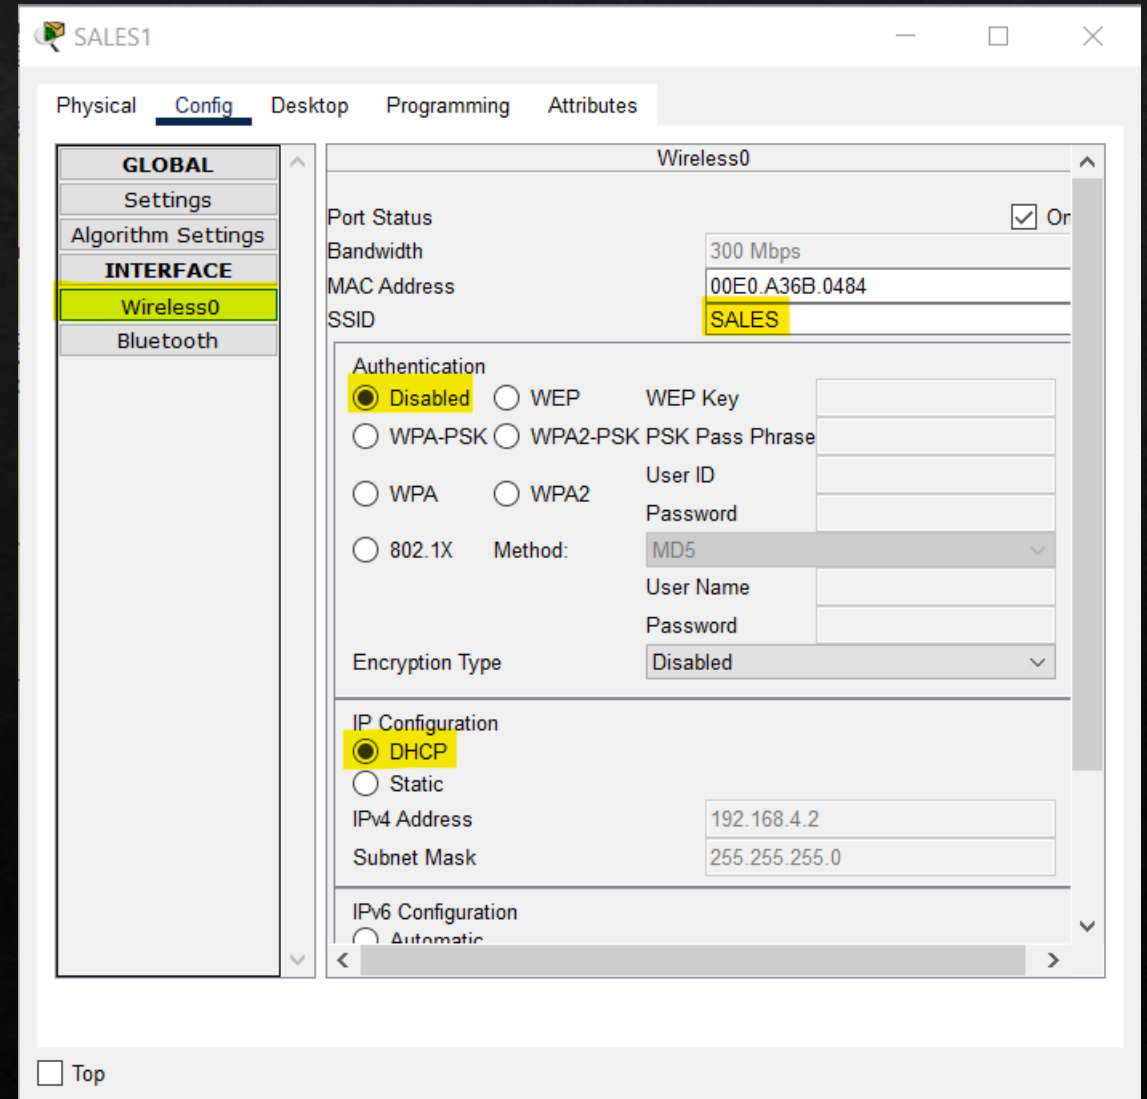 SALES1
Physical Config Desktop Programming Attributes
GLOBAL
Settings
Algorithm Settings
INTERFACE
Wireless0
Bluetooth
Wireless0
Port Status On
Bandwidth 300 Mbps
MAC Address 00E0.A36B.0484
SSID SALES
Authentication
Disabled WEP WEP Key
WPA-PSK WPA2-PSK PSK Pass Phrase
User ID
WPA WPA2
Password
802.1X Method: MD5
User Name
Password
Encryption Type Disabled
IP Configuration
DHCP
Static
IPv4 Address 192.168.4.2
Subnet Mask 255.255.255.0
IPv6 Configuration
Automatic
Top